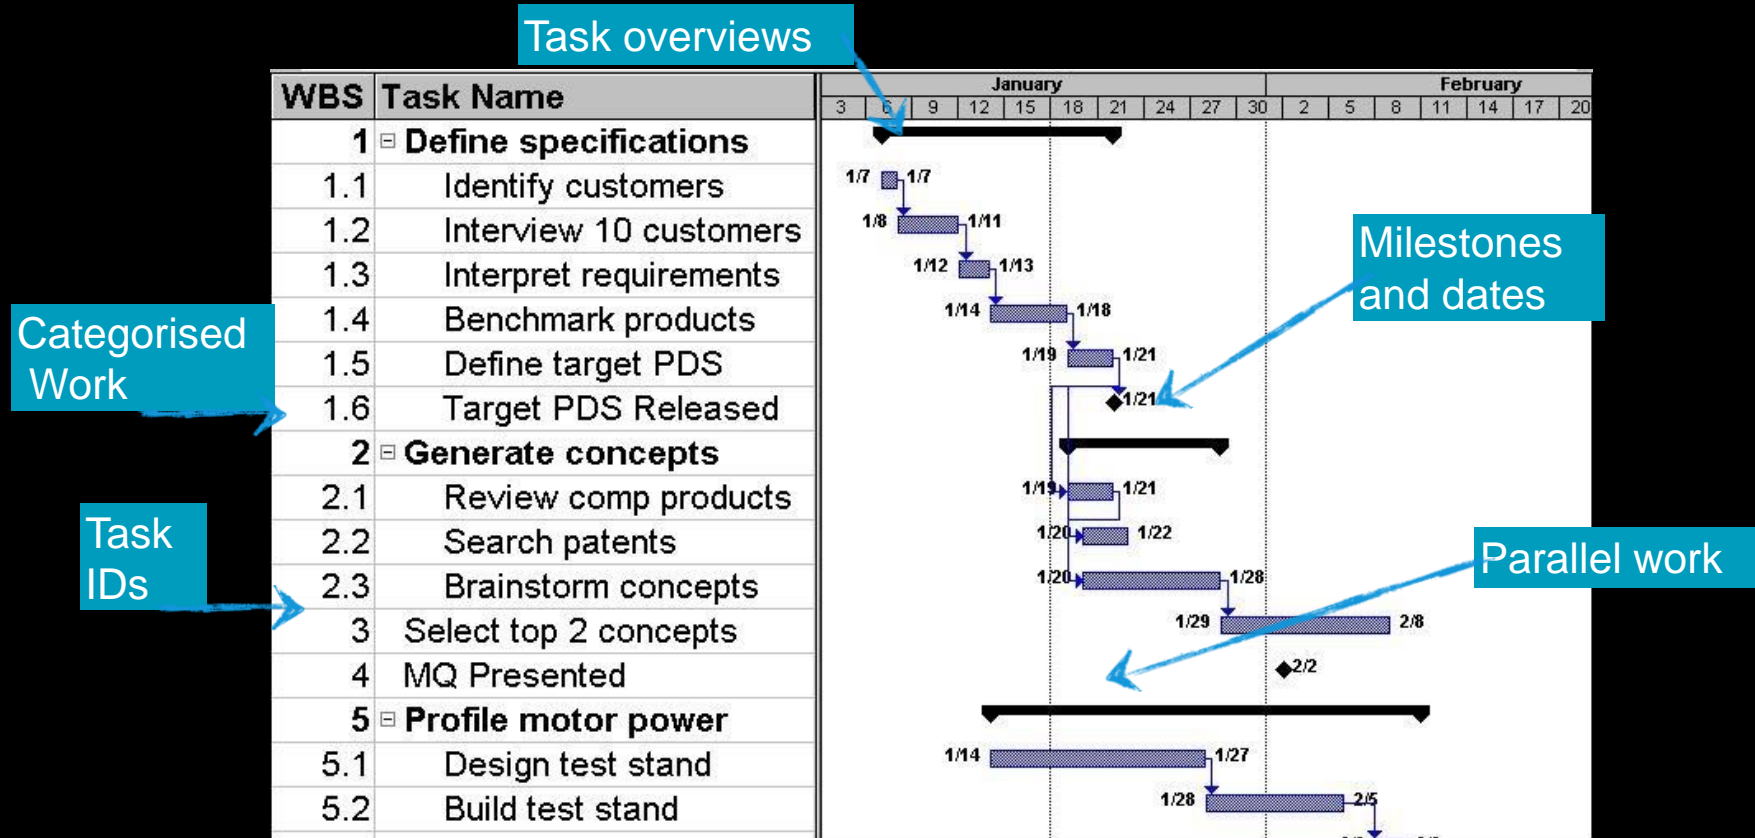 Task overviews
WBS Task Name January February
3 6 9 12 15 18 21 24 27 30 2 5 8 11 14 17 20
1 Define specifications
1.1 Identify customers 1/7 1/7
1.2 Interview 10 customers 1/8 1/11
1.3 Interpret requirements 1/12 1/13
1.4 Benchmark products 1/14 1/18
1.5 Define target PDS 1/19 1/21
1.6 Target PDS Released 1/21
2 Generate concepts
2.1 Review comp products 1/19 1/21
2.2 Search patents 1/20 1/22
2.3 Brainstorm concepts 1/20 1/28
3 Select top 2 concepts 1/29 2/8
4 MQ Presented 2/2
5 Profile motor power
5.1 Design test stand 1/14 1/27
5.2 Build test stand 1/28 2/5
Categorised
Work
Task
IDs
Milestones
and dates
Parallel work